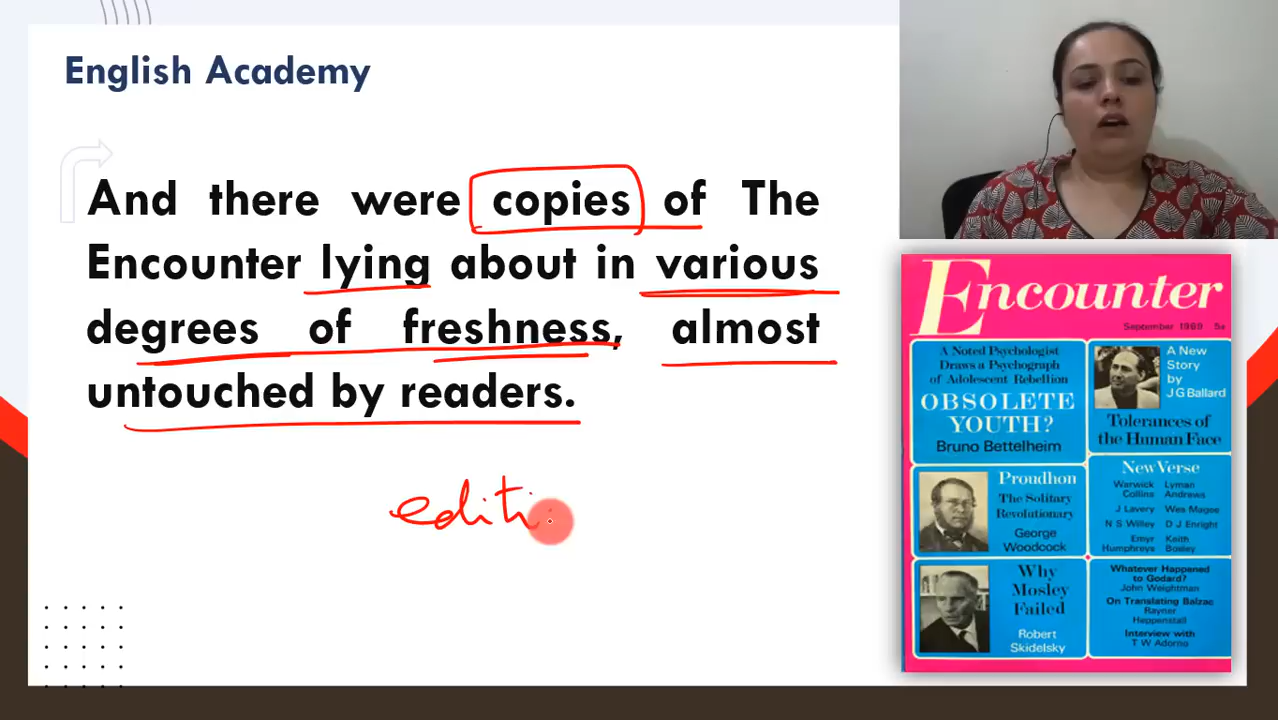 English Academy
And there were copies of The
Encounter lying about in various
degrees of freshness, almost
untouched by readers.
editi
Encounter
September 1969 5s
A Noted Psychologist
Draws a Psychograph
of Adolescent Rebellion
OBSOLETE
YOUTH?
Bruno Bettelheim
A New
Story
by
J G Ballard
Tolerances of
the Human Face
Proudhon
The Solitary
Revolutionary
George
Woodcock
New Verse
Warwick Collins
Lyman Andrews
J Lavery
Wes Magee
N S Willey
D J Enright
Emyr Humphreys
Keith Bosley
Why
Mosley
Failed
Robert
Skidelsky
Whatever Happened
to Godard?
John Weightman
On Translating Balzac
Rayner
Heppenstall
Interview with
T W Adorno